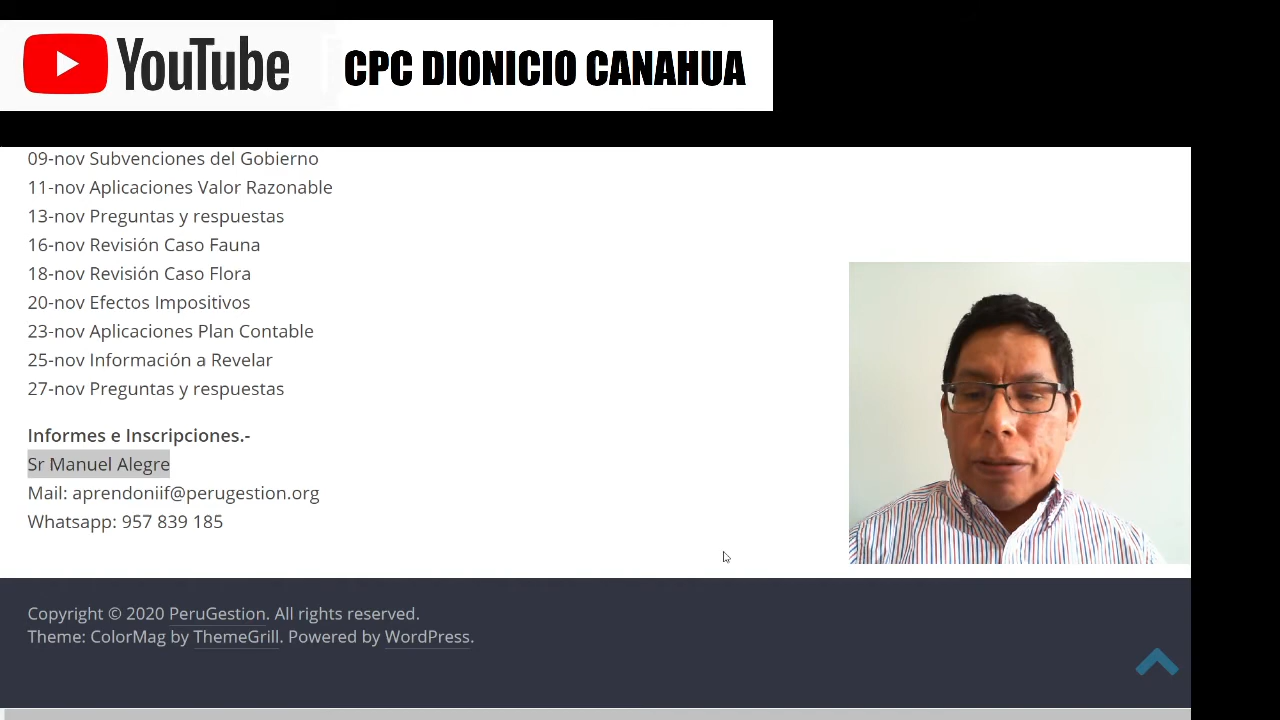 YouTube CPC DIONICIO CANAHUA
09-nov Subvenciones del Gobierno
11-nov Aplicaciones Valor Razonable
13-nov Preguntas y respuestas
16-nov Revisión Caso Fauna
18-nov Revisión Caso Flora
20-nov Efectos Impositivos
23-nov Aplicaciones Plan Contable
25-nov Información a Revelar
27-nov Preguntas y respuestas
Informes e Inscripciones.-
Sr Manuel Alegre
Mail: aprendoniif@perugestion.org
Whatsapp: 957 839 185
Copyright © 2020 PeruGestion. All rights reserved.
Theme: ColorMag by ThemeGrill. Powered by WordPress.